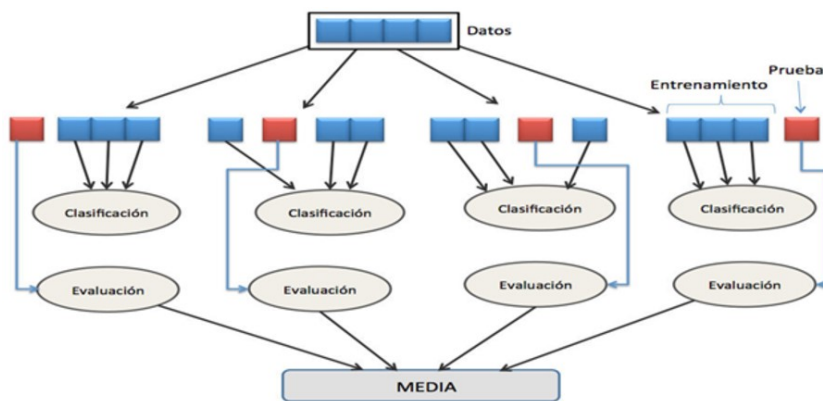 Datos
Prueba
Entrenamiento
Clasificación
Clasificación
Clasificación
Clasificación
Evaluación
Evaluación
Evaluación
Evaluación
MEDIA